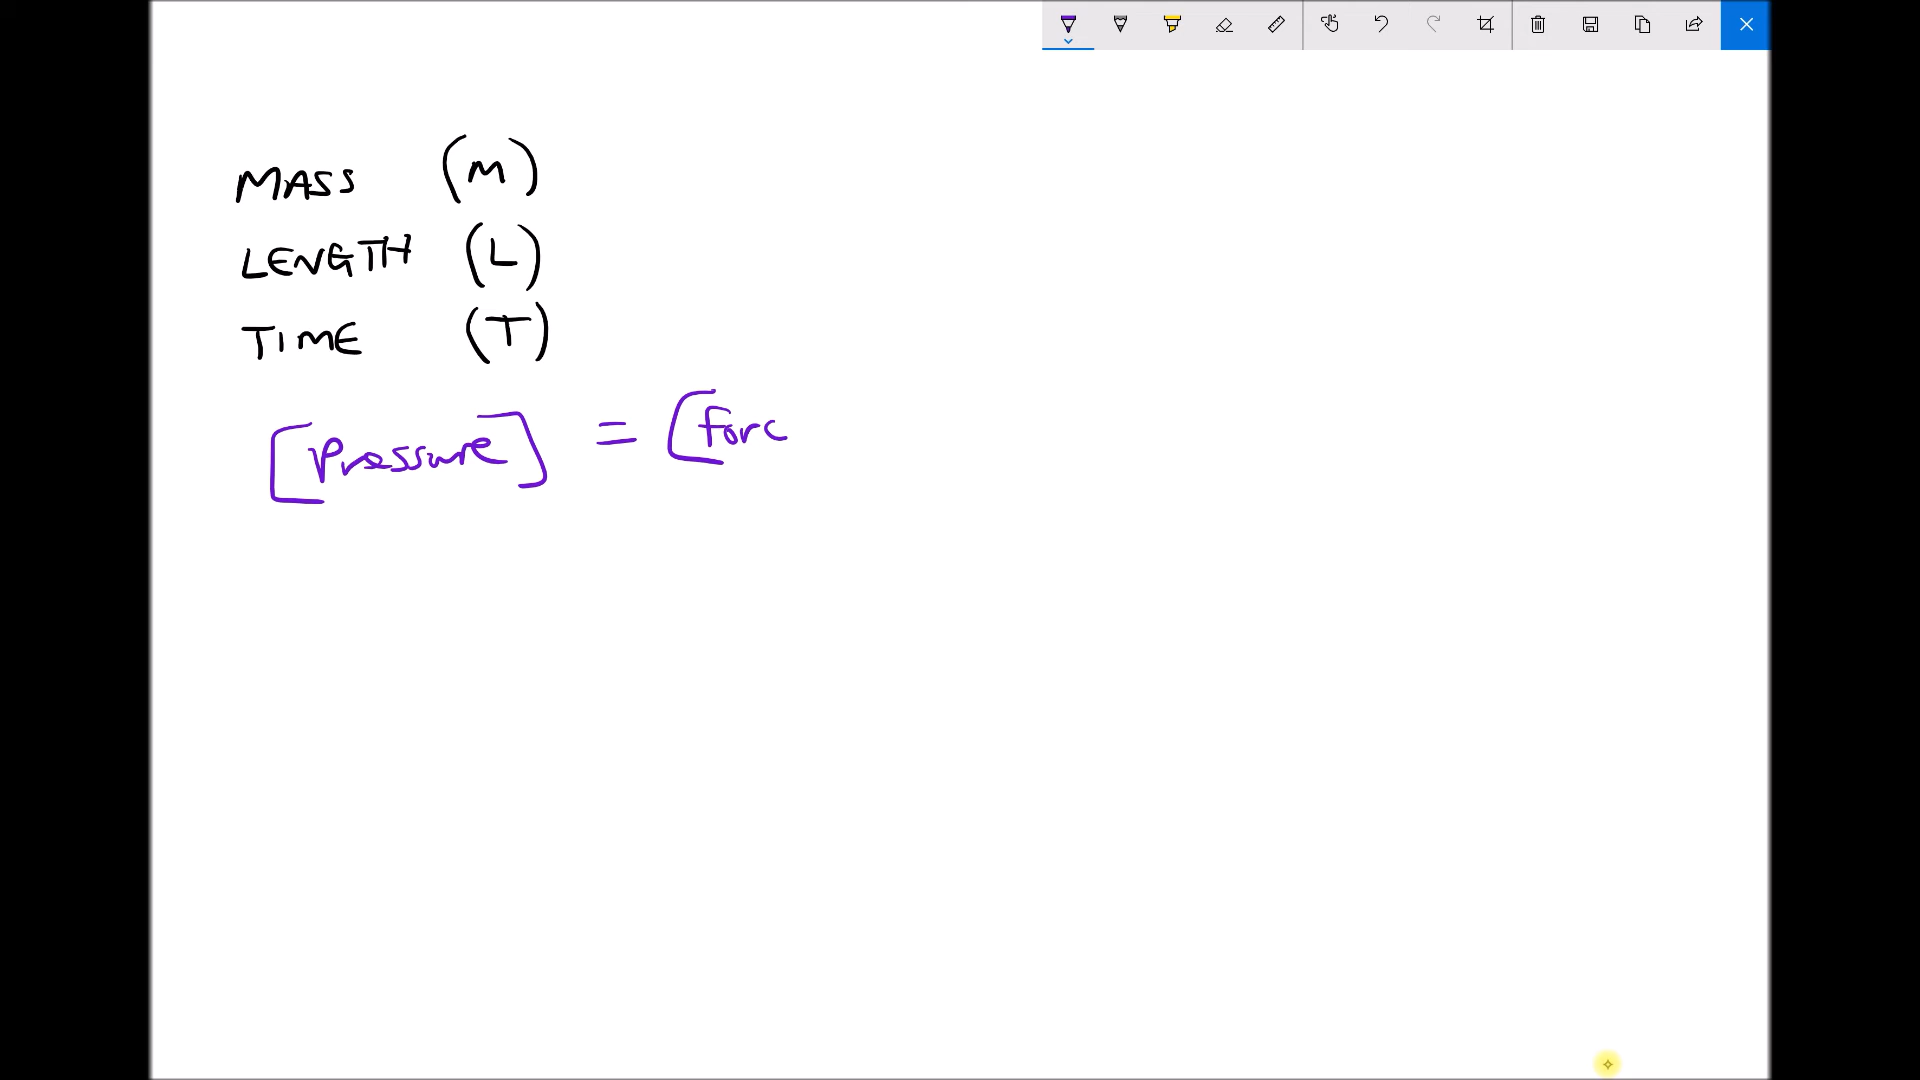 MASS (M)
LENGTH (L)
TIME (T)
[Pressure] = [Forc